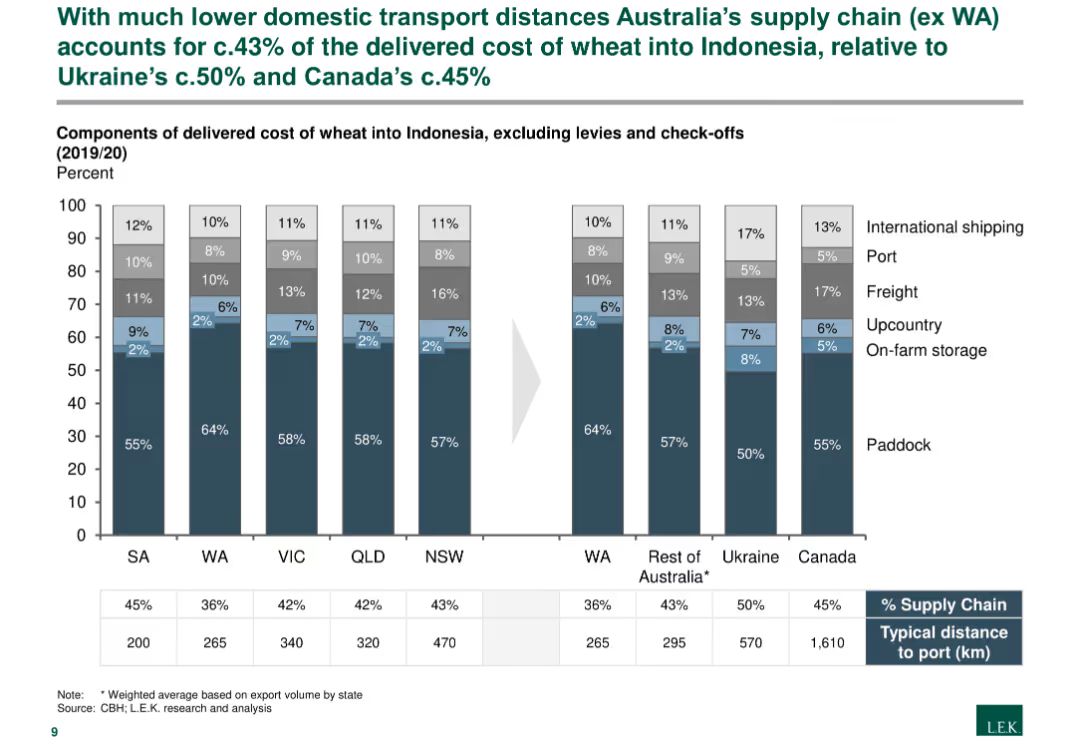 With much lower domestic transport distances Australia's supply chain (ex WA)
accounts for c.43% of the delivered cost of wheat into Indonesia, relative to
Ukraine's c.50% and Canada's c.45%
Components of delivered cost of wheat into Indonesia, excluding levies and check-offs
(2019/20)
Percent
100
90
80
70
60
50
40
30
20
10
0
12% 10% 11% 11% 11% 10% 11% 17% 13% International shipping
10% 8% 9% 10% 8% 8% 9% 5% 5% Port
11% 10% 13% 12% 16% 10% 13% 13% 17% Freight
9% 6% 7% 7% 7% 6% 8% 7% 6% Upcountry
2% 2% 2% 2% 2% 2% 2% 8% 5% On-farm storage
55% 64% 58% 58% 57% 64% 57% 50% 55% Paddock
SA WA VIC QLD NSW WA Rest of Ukraine Canada
Australia*
45% 36% 42% 42% 43% 36% 43% 50% 45% % Supply Chain
200 265 340 320 470 265 295 570 1,610 Typical distance
to port (km)
Note: * Weighted average based on export volume by state
Source: CBH; L.E.K. research and analysis
9
L.E.K.